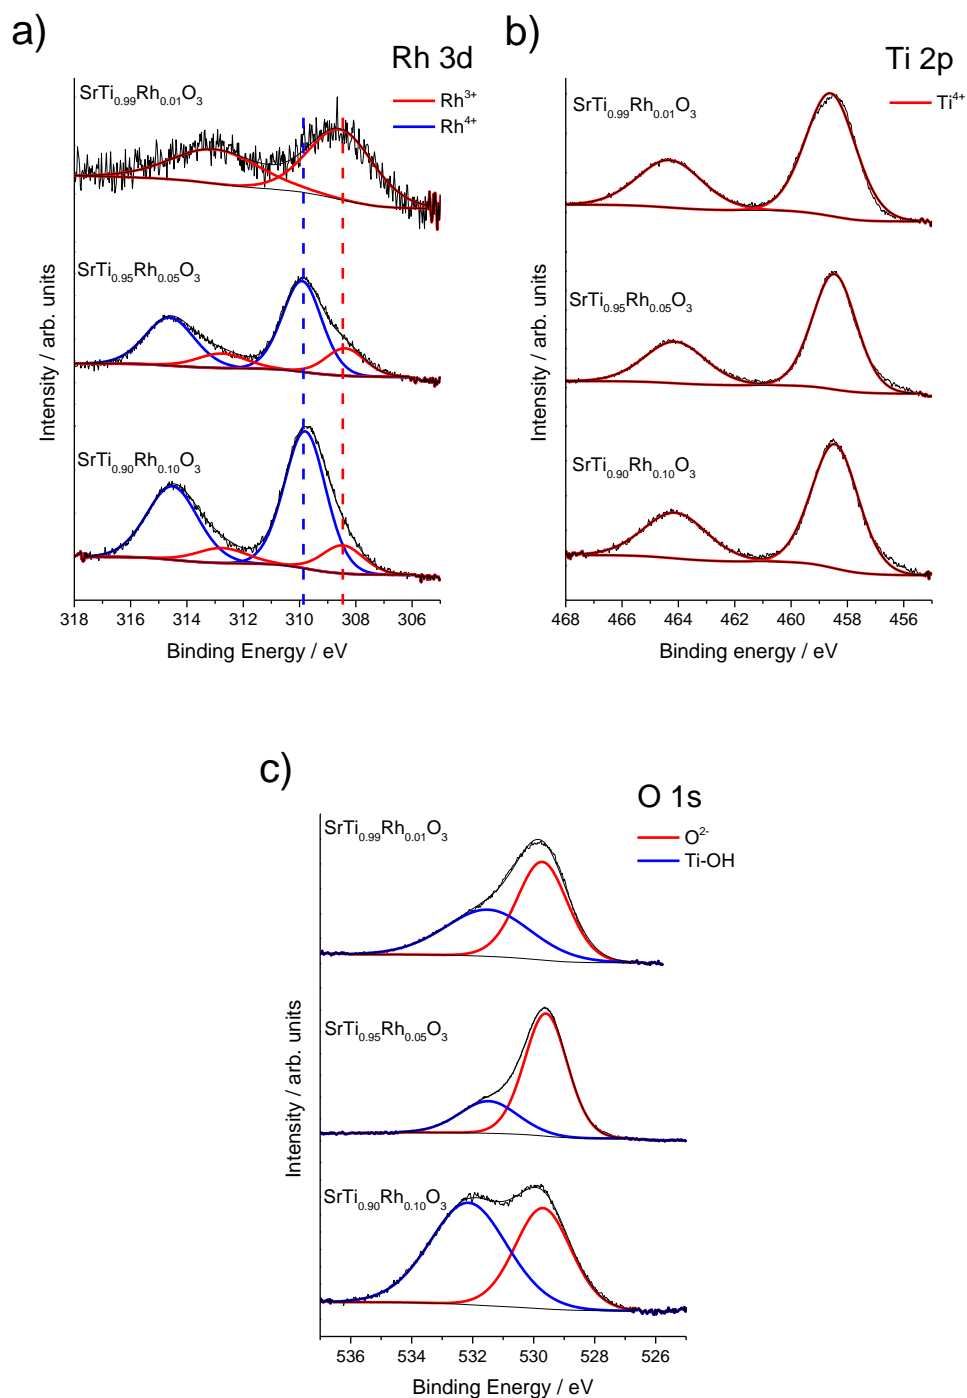 a)
Rh 3d
SrTi0.99Rh0.01O3
Rh3+
Rh4+
SrTi0.95Rh0.05O3
SrTi0.90Rh0.10O3
Intensity / arb. units
318 316 314 312 310 308 306
Binding Energy / eV
b)
Ti 2p
SrTi0.99Rh0.01O3
Ti4+
SrTi0.95Rh0.05O3
SrTi0.90Rh0.10O3
Intensity / arb. units
468 466 464 462 460 458 456
Binding energy / eV
c)
O 1s
SrTi0.99Rh0.01O3
O2-
Ti-OH
SrTi0.95Rh0.05O3
SrTi0.90Rh0.10O3
Intensity / arb. units
536 534 532 530 528 526
Binding Energy / eV